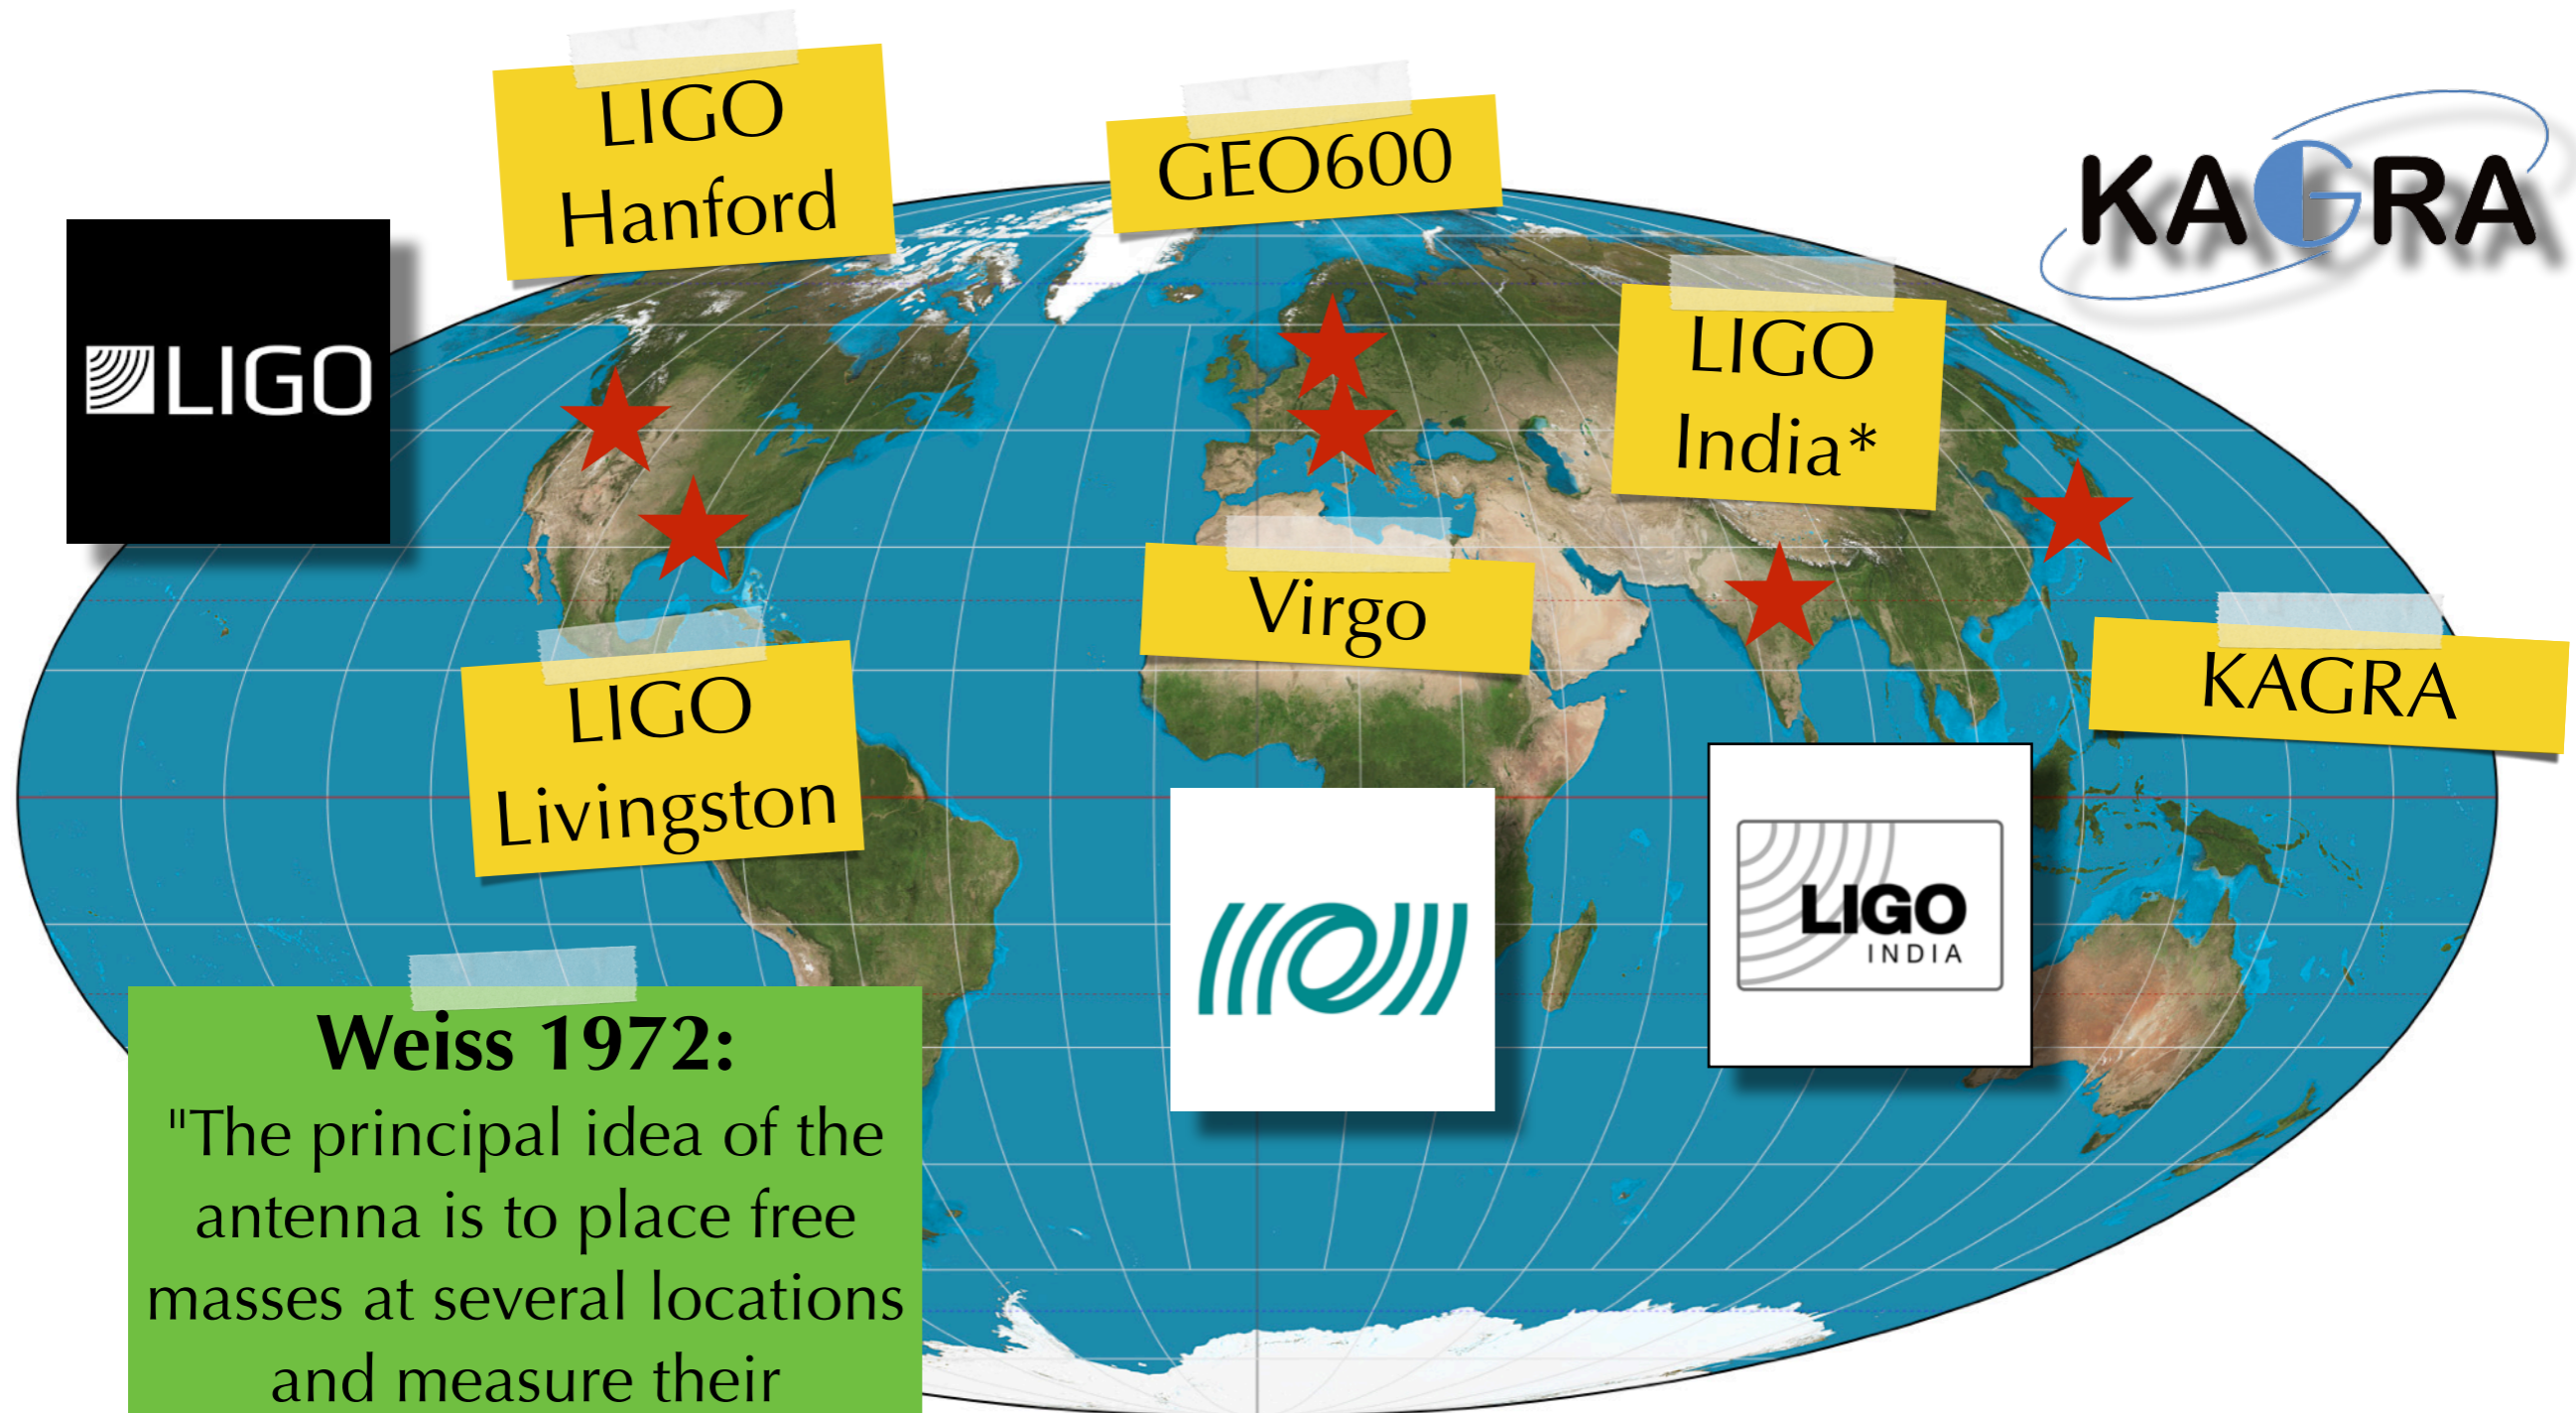 LIGO
Hanford
GEO600
KAGRA
LIGO
LIGO
India*
Virgo
KAGRA
LIGO
Livingston
LIGO
INDIA
Weiss 1972:
"The principal idea of the
antenna is to place free
masses at several locations
and measure their